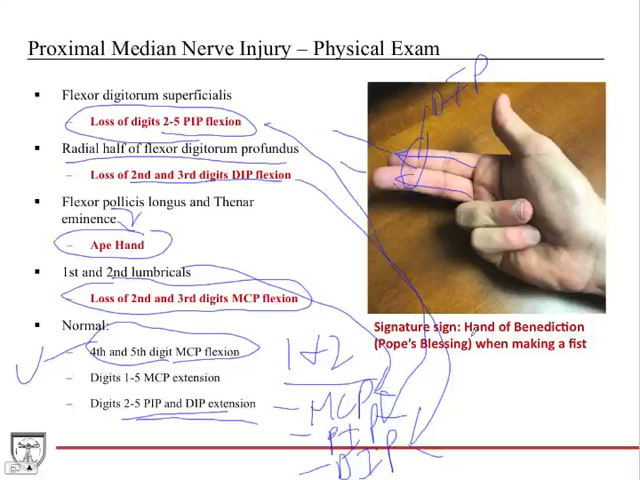 Proximal Median Nerve Injury – Physical Exam
▪ Flexor digitorum superficialis
– Loss of digits 2-5 PIP flexion
▪ Radial half of flexor digitorum profundus
– Loss of 2nd and 3rd digits DIP flexion
▪ Flexor pollicis longus and Thenar
eminence
– Ape Hand
▪ 1st and 2nd lumbricals
– Loss of 2nd and 3rd digits MCP flexion
▪ Normal:
– 4th and 5th digit MCP flexion
– Digits 1-5 MCP extension
– Digits 2-5 PIP and DIP extension
DIP
Signature sign: Hand of Benediction
(Pope's Blessing) when making a fist
1 & 2
– MCP
– PIP
– DIP